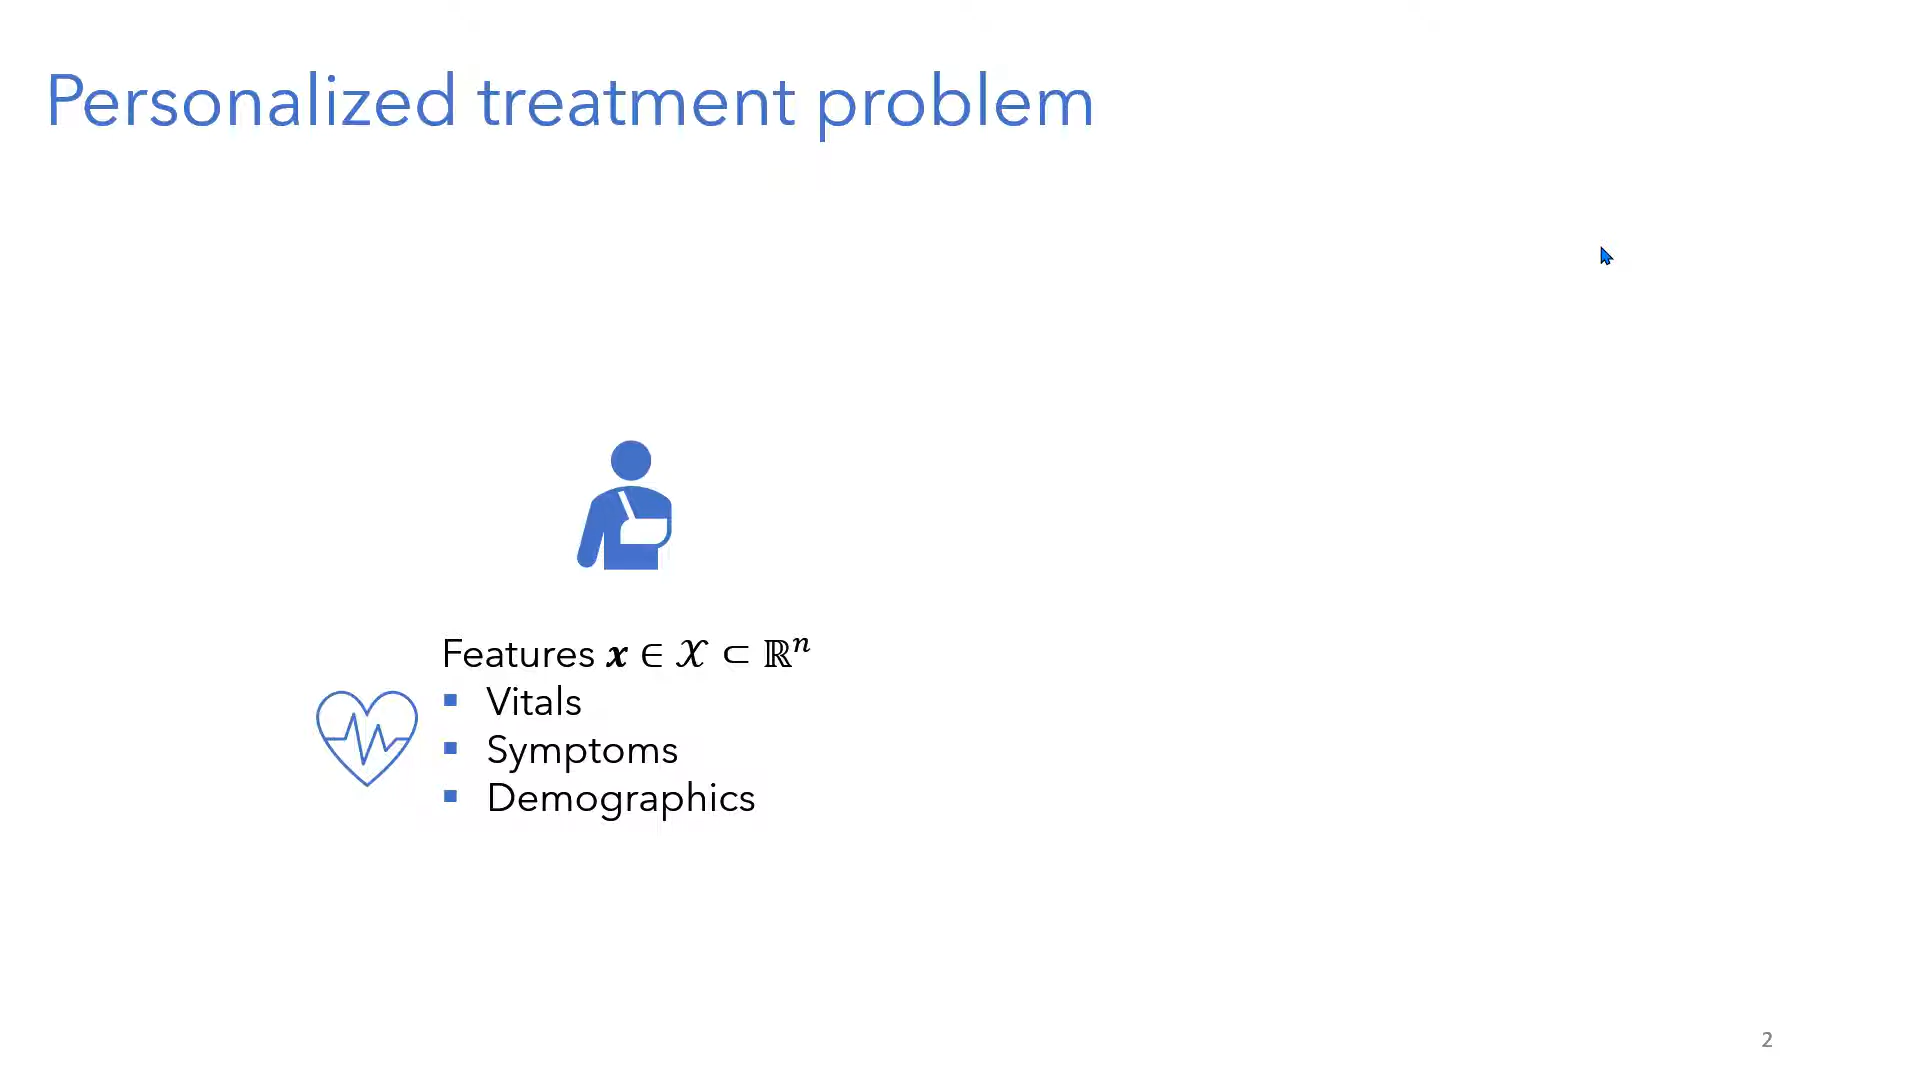 Personalized treatment problem
Features 𝒙 ∈ 𝒳 ⊂ ℝⁿ
▪ Vitals
▪ Symptoms
▪ Demographics
2